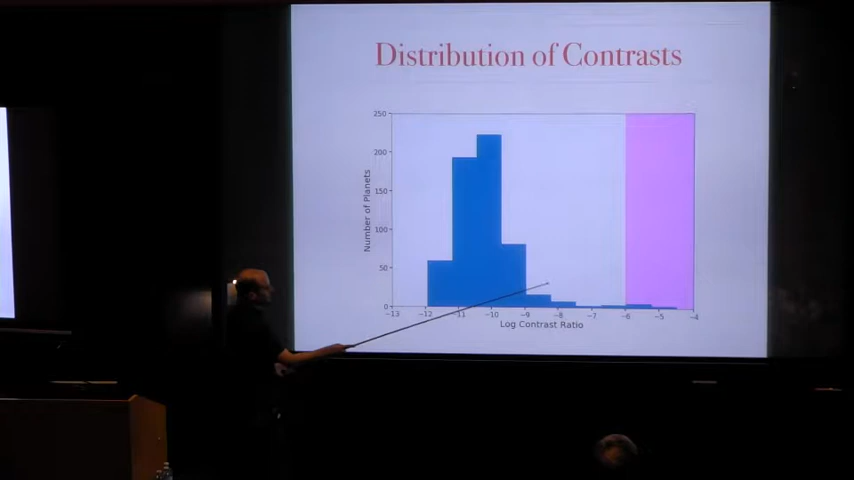 Distribution of Contrasts
250
200
150
100
50
0
Number of Planets
−13 −12 −11 −10 −9 −8 −7 −6 −5 −4
Log Contrast Ratio